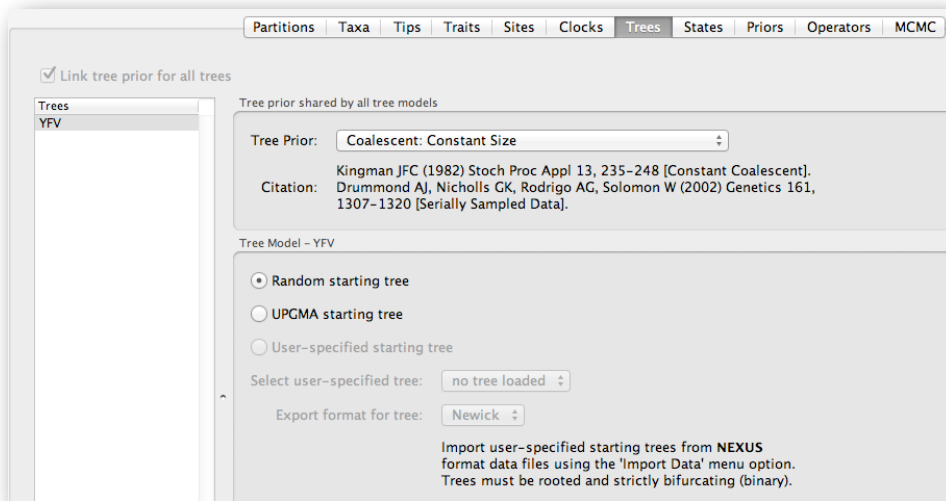 Partitions Taxa Tips Traits Sites Clocks Trees States Priors Operators MCMC
Link tree prior for all trees
Trees
YFV
Tree prior shared by all tree models
Tree Prior: Coalescent: Constant Size
Kingman JFC (1982) Stoch Proc Appl 13, 235-248 [Constant Coalescent].
Citation: Drummond AJ, Nicholls GK, Rodrigo AG, Solomon W (2002) Genetics 161,
1307-1320 [Serially Sampled Data].
Tree Model - YFV
Random starting tree
UPGMA starting tree
User-specified starting tree
Select user-specified tree: no tree loaded
Export format for tree: Newick
Import user-specified starting trees from NEXUS
format data files using the 'Import Data' menu option.
Trees must be rooted and strictly bifurcating (binary).